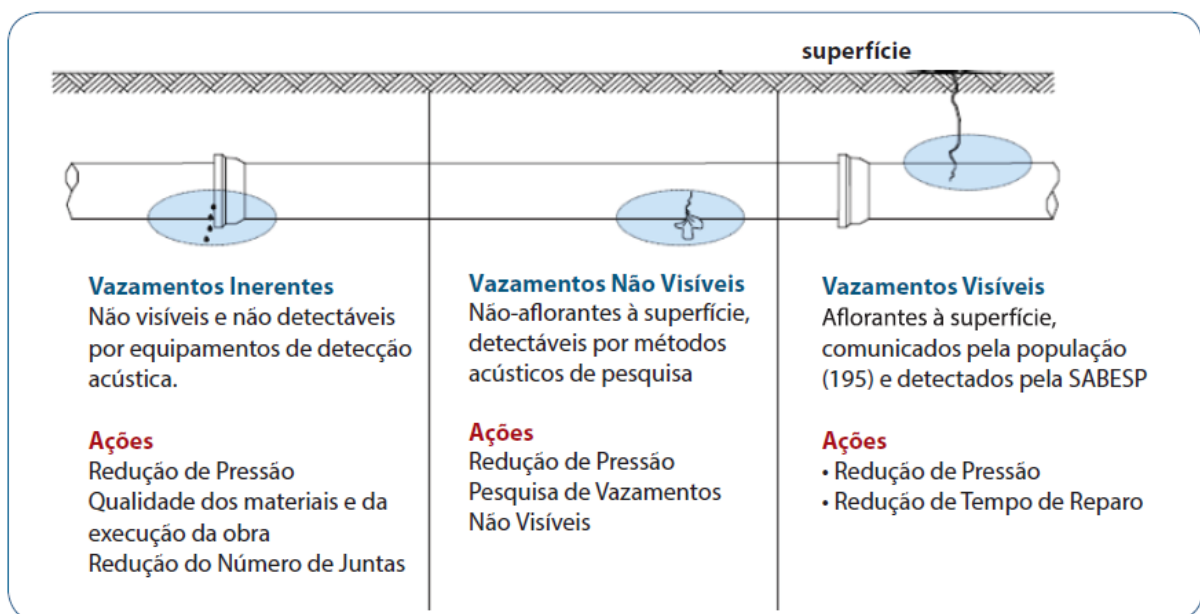 superfície
Vazamentos Inerentes
Não visíveis e não detectáveis
por equipamentos de detecção
acústica.
Ações
Redução de Pressão
Qualidade dos materiais e da
execução da obra
Redução do Número de Juntas
Vazamentos Não Visíveis
Não-aflorantes à superfície,
detectáveis por métodos
acústicos de pesquisa
Ações
Redução de Pressão
Pesquisa de Vazamentos
Não Visíveis
Vazamentos Visíveis
Aflorantes à superfície,
comunicados pela população
(195) e detectados pela SABESP
Ações
• Redução de Pressão
• Redução de Tempo de Reparo